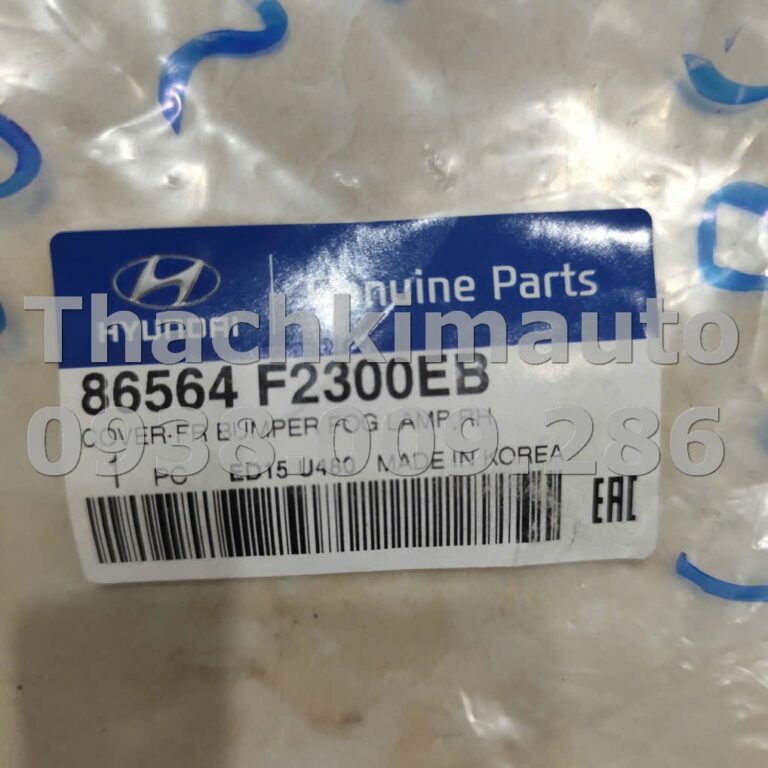 HYUNDAI
Genuine Parts
Thachkimauto
86564 F2300EB
COVER-FR BUMPER FOG LAMP,RH
0938.009.286
1 PC ED15 U480 MADE IN KOREA
EAC